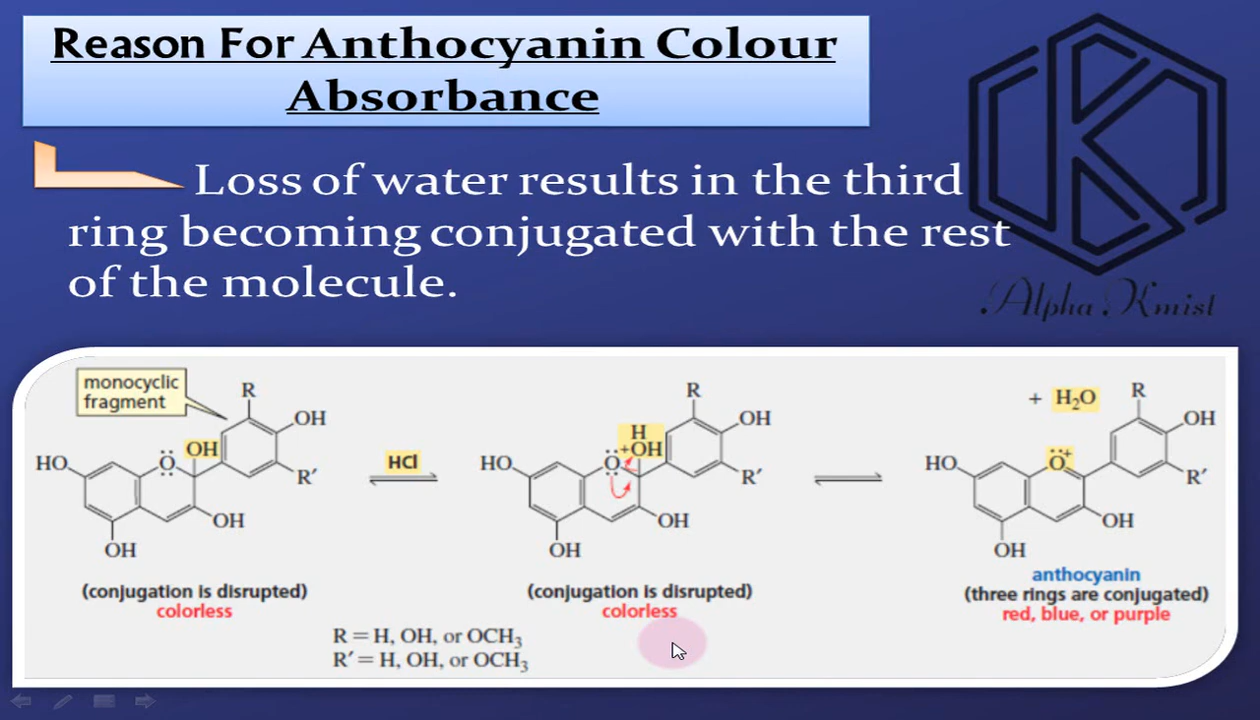 Reason For Anthocyanin Colour
Absorbance
Loss of water results in the third
ring becoming conjugated with the rest
of the molecule.
Alpha Kmist
monocyclic
fragment
R
OH
OH
HO
O
R'
OH
OH
(conjugation is disrupted)
colorless
HCl
R
H
OH
+OH
HO
O
R'
OH
OH
(conjugation is disrupted)
colorless
+ H₂O
R
OH
HO
O+
R'
OH
OH
anthocyanin
(three rings are conjugated)
red, blue, or purple
R = H, OH, or OCH₃
R' = H, OH, or OCH₃